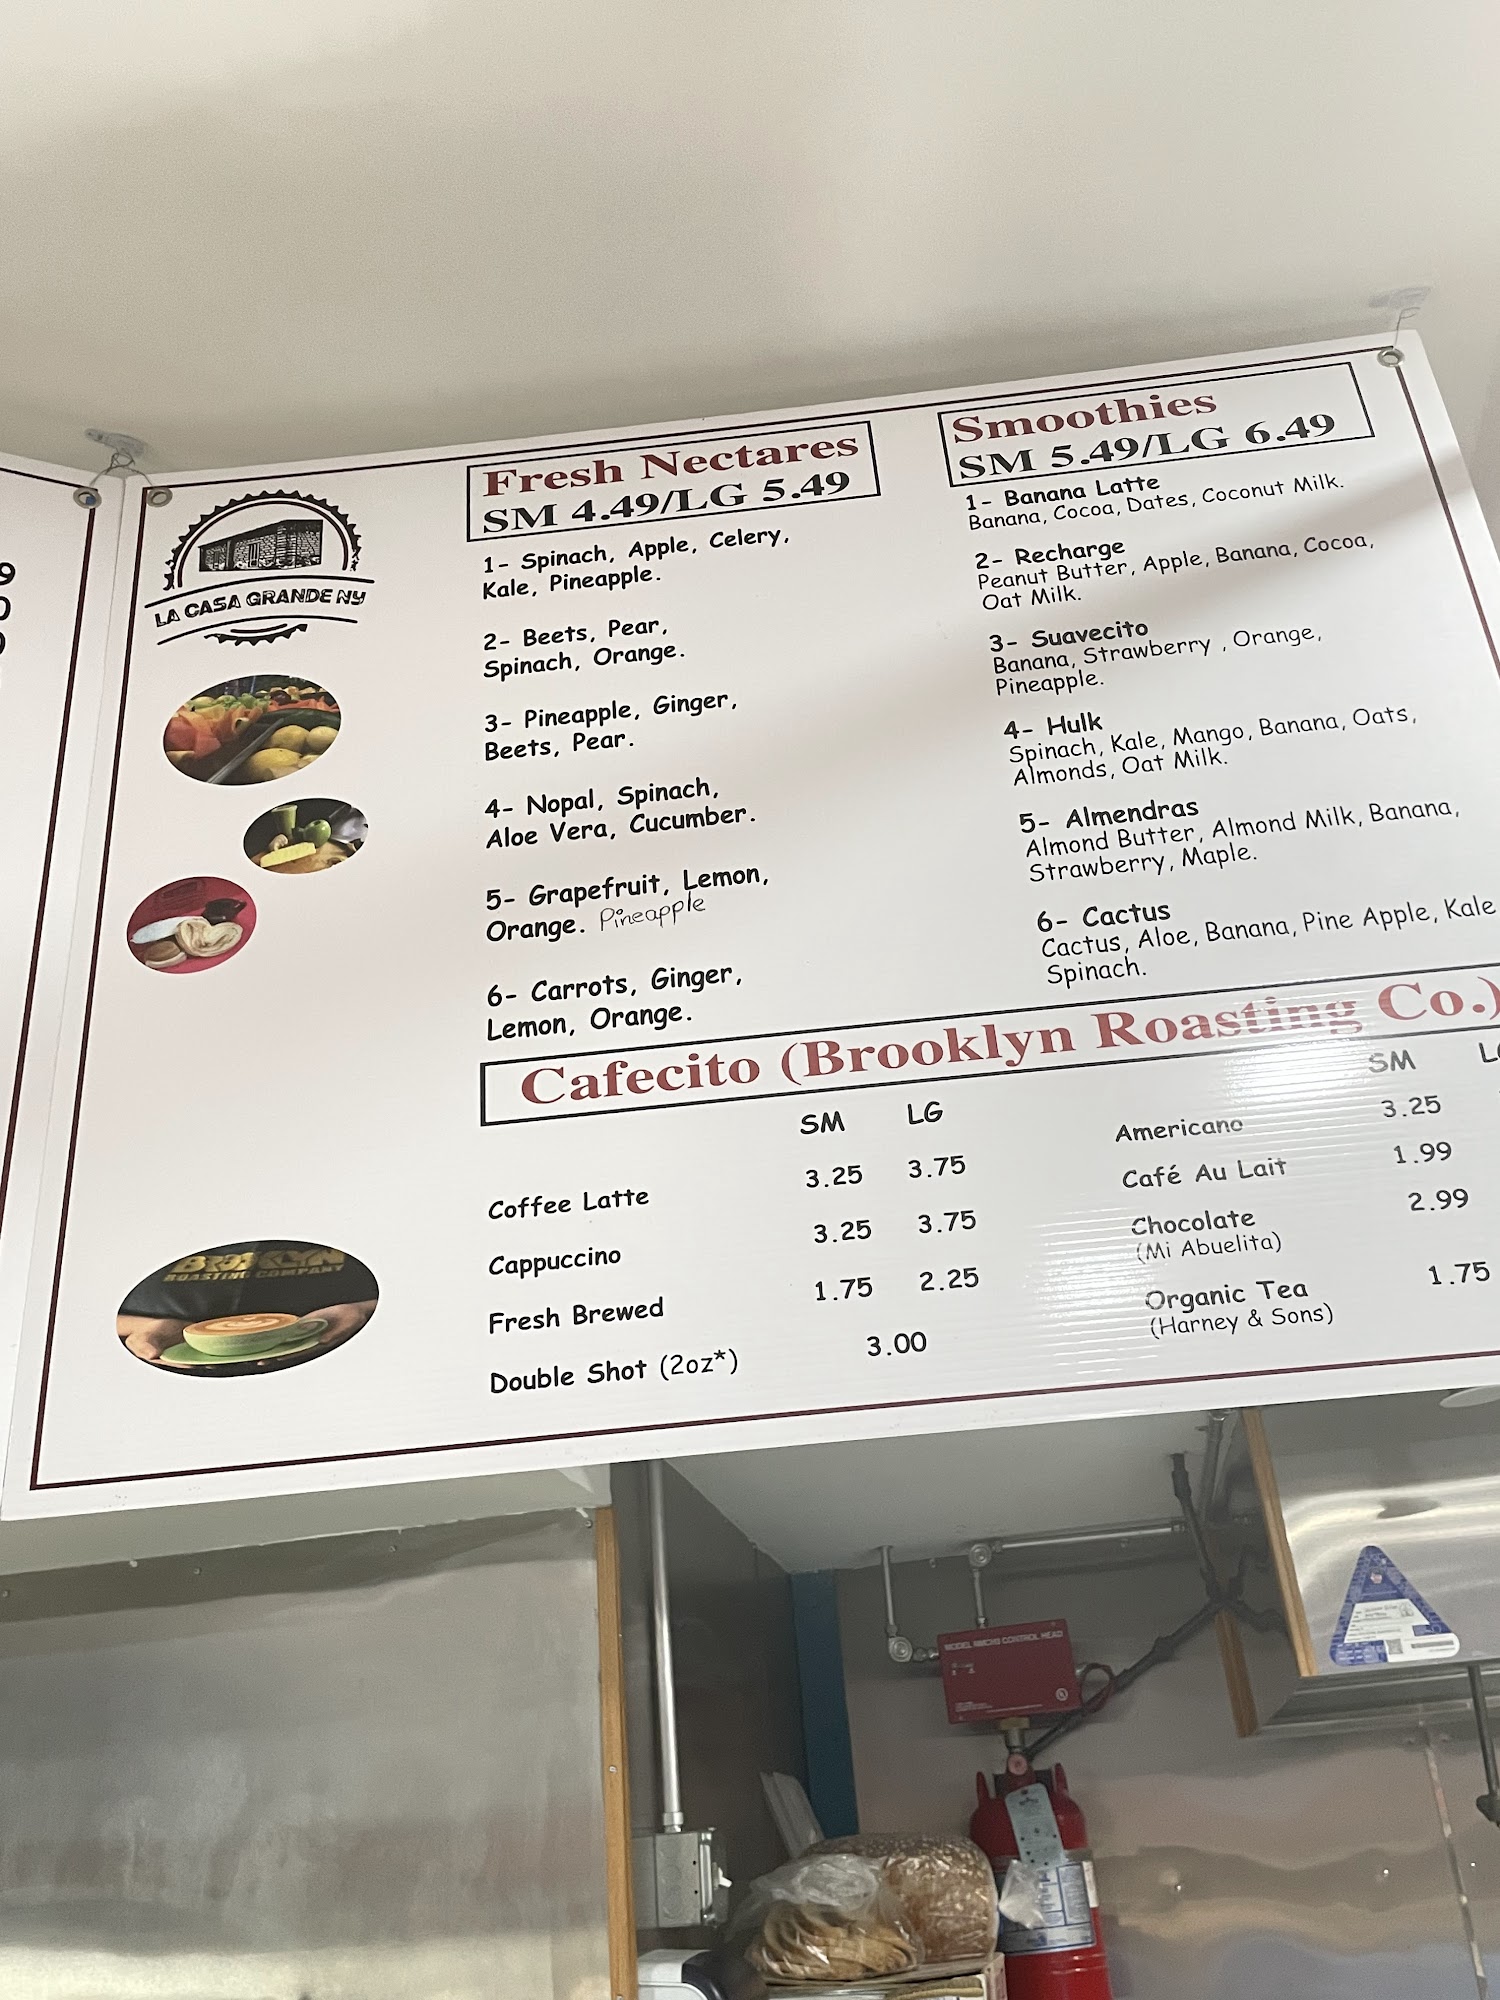 9
0
LA CASA GRANDE NY
Fresh Nectares
SM 4.49/LG 5.49
1- Spinach, Apple, Celery,
Kale, Pineapple.
2- Beets, Pear,
Spinach, Orange.
3- Pineapple, Ginger,
Beets, Pear.
4- Nopal, Spinach,
Aloe Vera, Cucumber.
5- Grapefruit, Lemon,
Orange. Pineapple
6- Carrots, Ginger,
Lemon, Orange.
Smoothies
SM 5.49/LG 6.49
1- Banana Latte
Banana, Cocoa, Dates, Coconut Milk.
2- Recharge
Peanut Butter, Apple, Banana, Cocoa,
Oat Milk.
3- Suavecito
Banana, Strawberry , Orange,
Pineapple.
4- Hulk
Spinach, Kale, Mango, Banana, Oats,
Almonds, Oat Milk.
5- Almendras
Almond Butter, Almond Milk, Banana,
Strawberry, Maple.
6- Cactus
Cactus, Aloe, Banana, Pine Apple, Kale
Spinach.
Cafecito (Brooklyn Roasting Co.)
SM LG
Coffee Latte 3.25 3.75
Cappuccino 3.25 3.75
Fresh Brewed 1.75 2.25
Double Shot (2oz*) 3.00
SM
Americano 3.25
Café Au Lait 1.99
Chocolate 2.99
(Mi Abuelita)
Organic Tea 1.75
(Harney & Sons)
BROOKLYN
ROASTING COMPANY
CONTROL HEAD